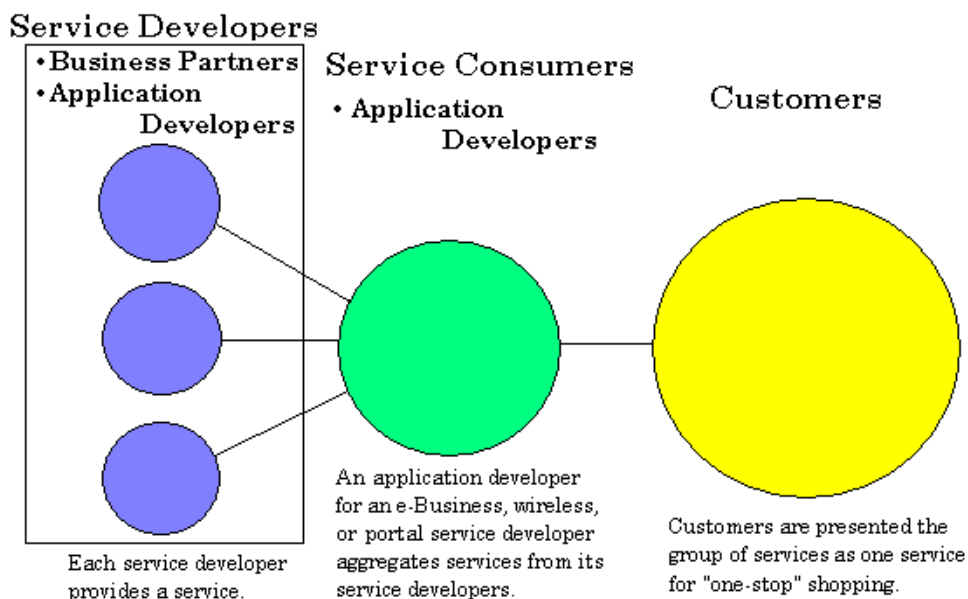 Service Developers
•Business Partners
•Application
Developers
Each service developer
provides a service.
Service Consumers
• Application
Developers
An application developer
for an e-Business, wireless,
or portal service developer
aggregates services from its
service developers.
Customers
Customers are presented the
group of services as one service
for "one-stop" shopping.